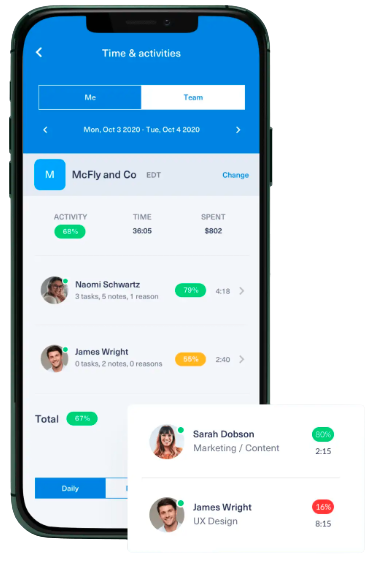 Time & activities
Me
Team
Mon, Oct 3 2020 - Tue, Oct 4 2020
M
McFly and Co
EDT
Change
ACTIVITY TIME SPENT
68% 36:05 $802
Naomi Schwartz
3 tasks, 5 notes, 1 reason
79%
4:18
James Wright
0 tasks, 2 notes, 0 reasons
2:40
Total 67%
Daily
Sarah Dobson
Marketing / Content
2:15
James Wright
UX Design
16%
8:15